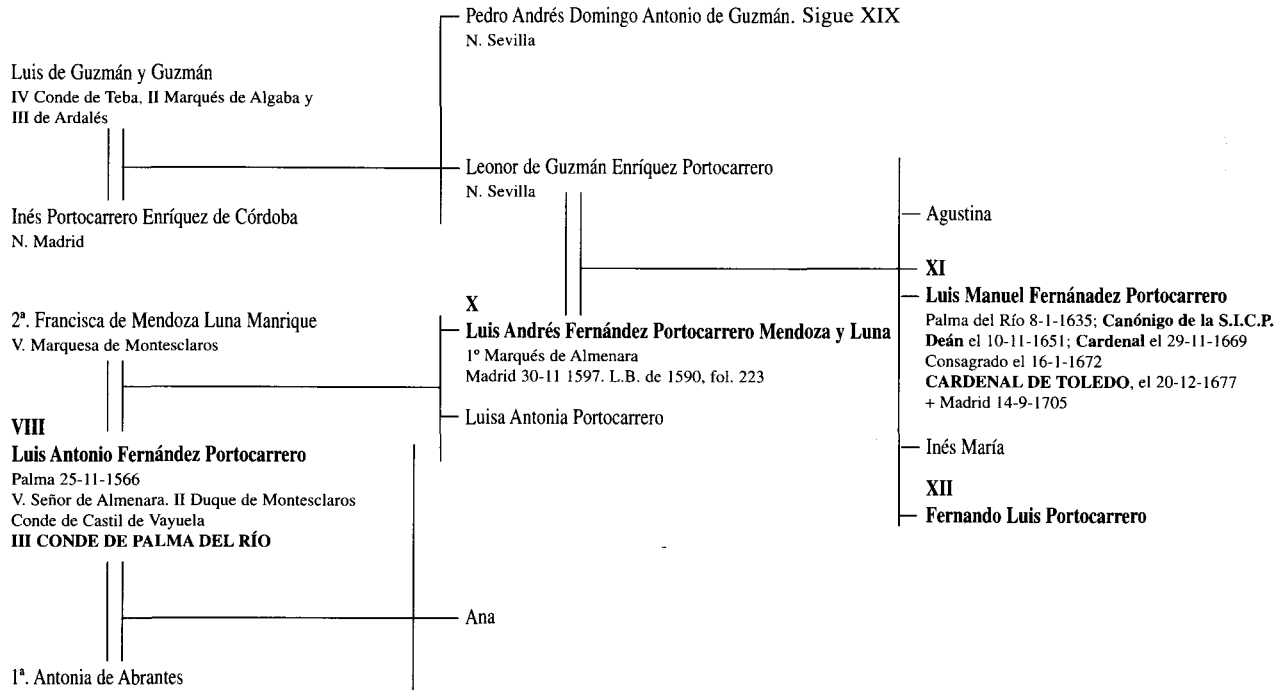 Pedro Andrés Domingo Antonio de Guzmán. Sigue XIX
N. Sevilla
Luis de Guzmán y Guzmán
IV Conde de Teba, II Marqués de Algaba y
III de Ardalés
Leonor de Guzmán Enríquez Portocarrero
N. Sevilla
Inés Portocarrero Enríquez de Córdoba
N. Madrid
Agustina
XI
Luis Manuel Fernánadez Portocarrero
Palma del Río 8-1-1635; Canónigo de la S.I.C.P.
Deán el 10-11-1651; Cardenal el 29-11-1669
Consagrado el 16-1-1672
CARDENAL DE TOLEDO, el 20-12-1677
+ Madrid 14-9-1705
2ª. Francisca de Mendoza Luna Manrique
V. Marquesa de Montesclaros
X
Luis Andrés Fernández Portocarrero Mendoza y Luna
1º Marqués de Almenara
Madrid 30-11 1597. L.B. de 1590, fol. 223
Luisa Antonia Portocarrero
Inés María
XII
Fernando Luis Portocarrero
VIII
Luis Antonio Fernández Portocarrero
Palma 25-11-1566
V. Señor de Almenara. II Duque de Montesclaros
Conde de Castil de Vayuela
III CONDE DE PALMA DEL RÍO
Ana
1ª. Antonia de Abrantes